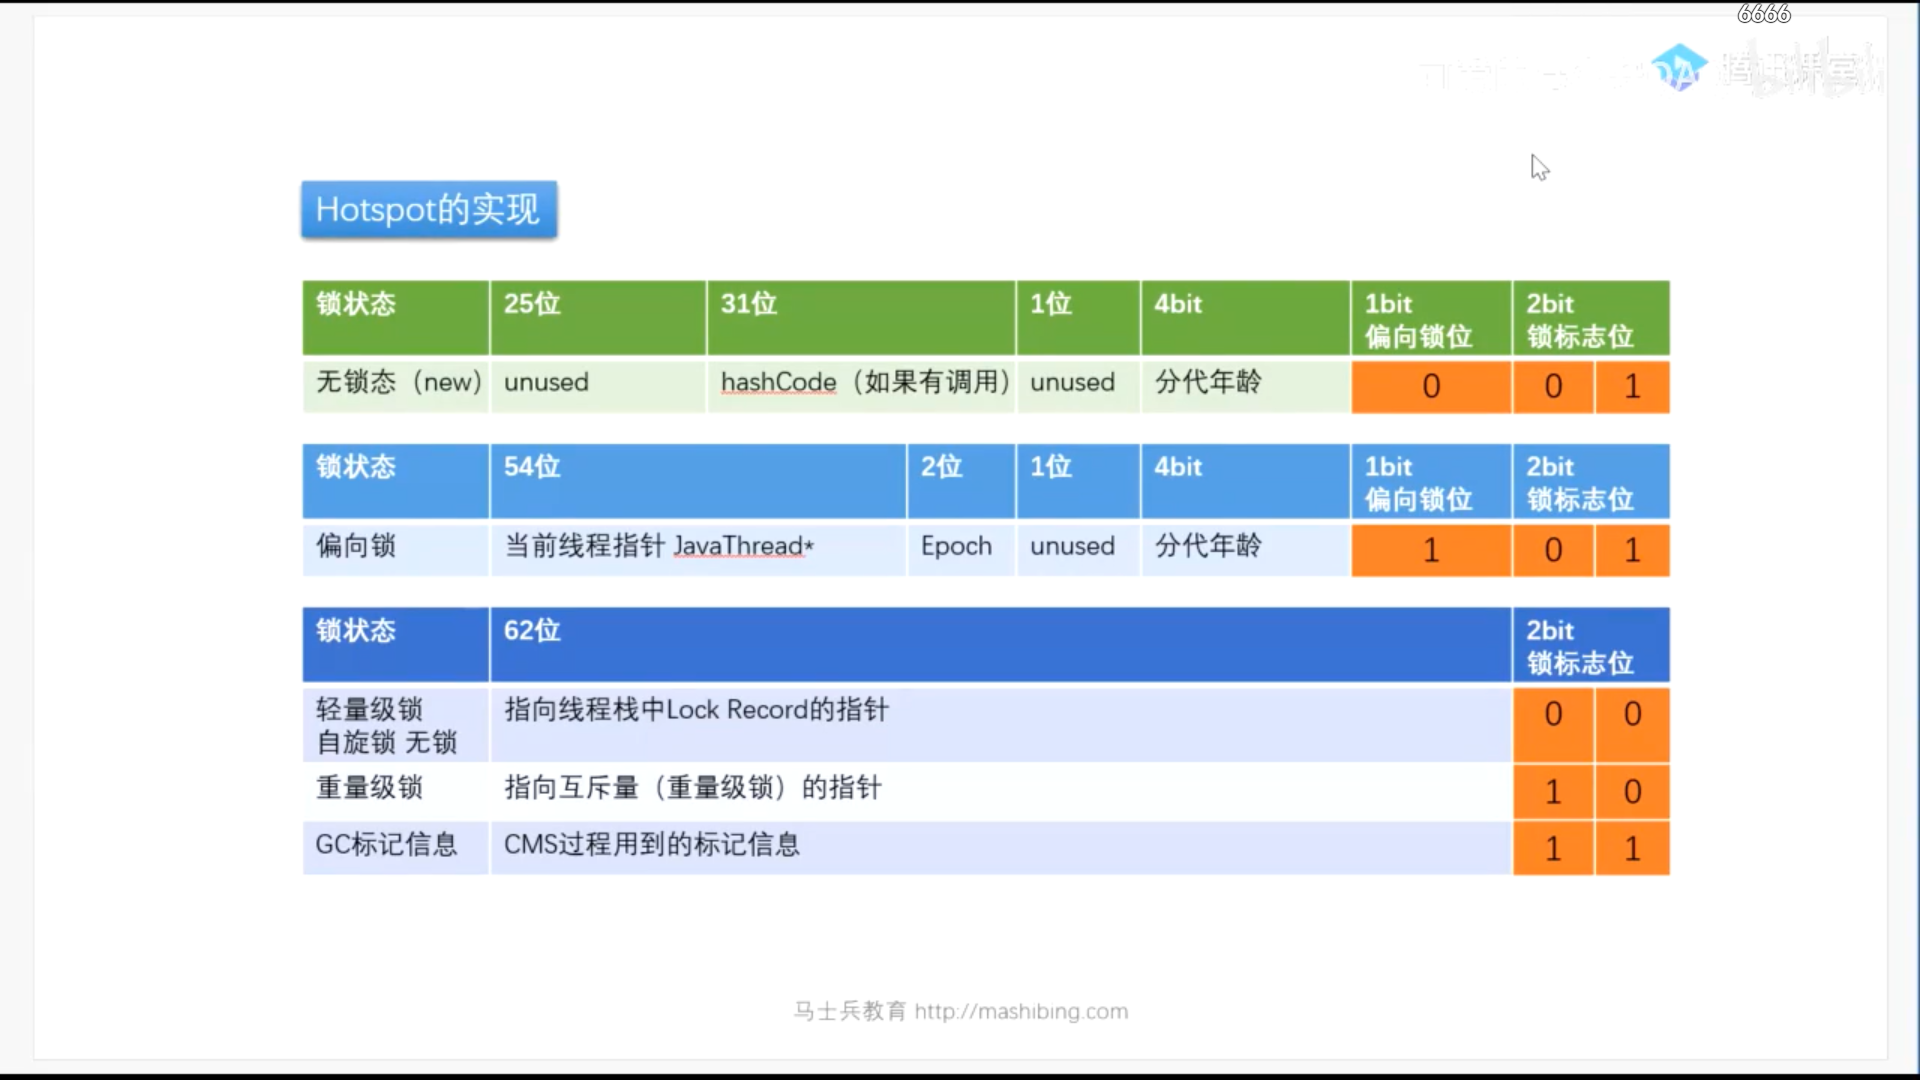 6666
腾讯课堂
Hotspot的实现
锁状态 25位 31位 1位 4bit 1bit 偏向锁位 2bit 锁标志位
无锁态（new） unused hashCode（如果有调用） unused 分代年龄 0 0 1
锁状态 54位 2位 1位 4bit 1bit 偏向锁位 2bit 锁标志位
偏向锁 当前线程指针 JavaThread* Epoch unused 分代年龄 1 0 1
锁状态 62位 2bit 锁标志位
轻量级锁 自旋锁 无锁 指向线程栈中Lock Record的指针 0 0
重量级锁 指向互斥量（重量级锁）的指针 1 0
GC标记信息 CMS过程用到的标记信息 1 1
马士兵教育 http://mashibing.com